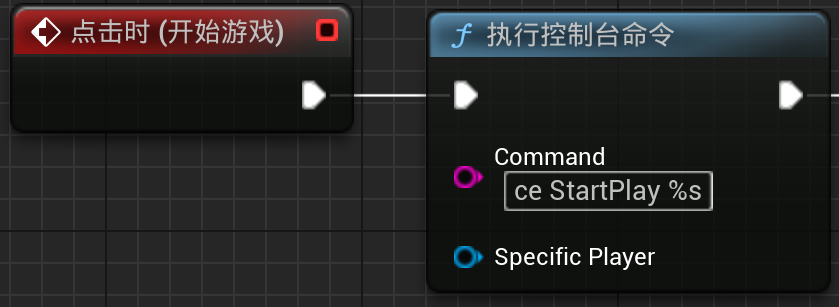 点击时 (开始游戏)
f 执行控制台命令
Command
ce StartPlay %s
Specific Player